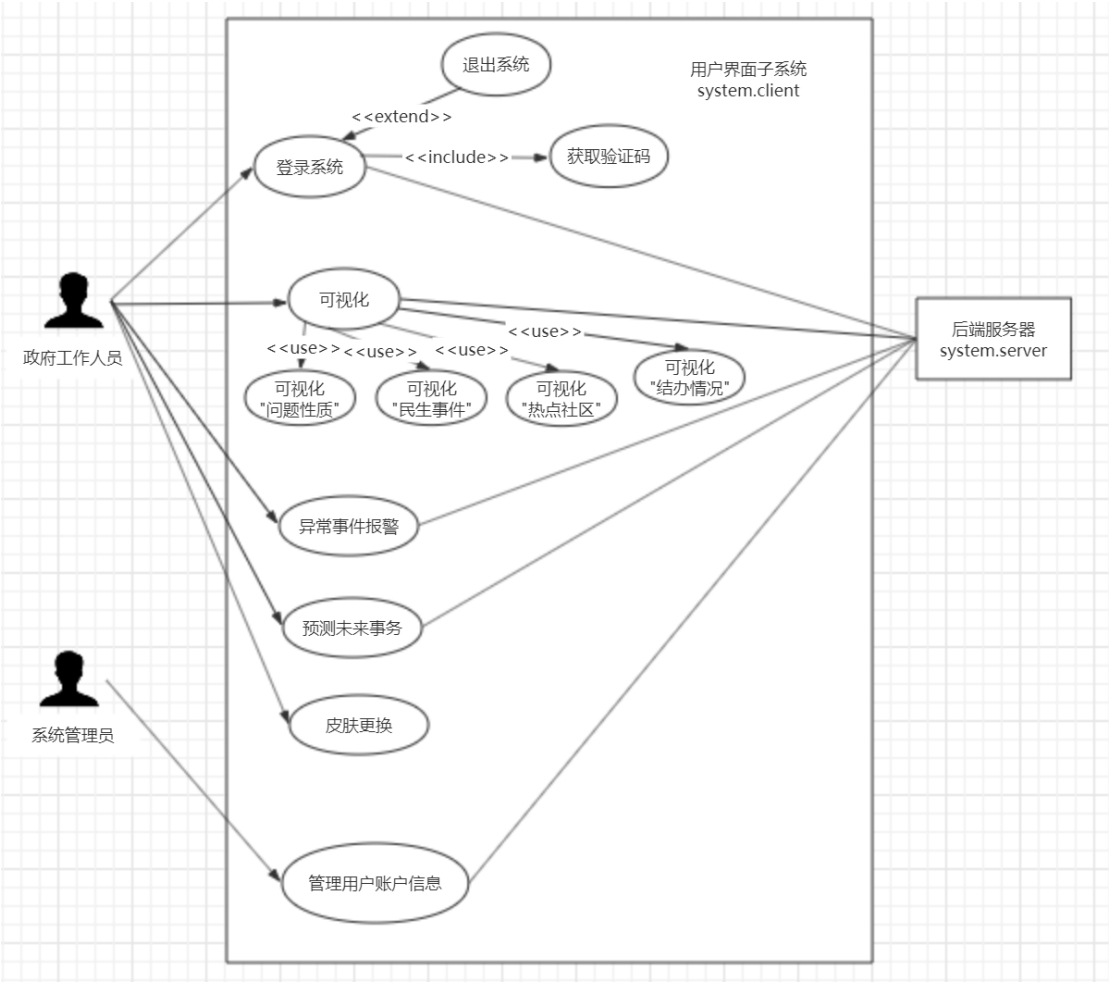 退出系统
用户界面子系统
system.client
<<extend>>
登录系统
<<include>>
获取验证码
政府工作人员
可视化
<<use>>
<<use>>
<<use>>
<<use>>
可视化
"问题性质"
可视化
"民生事件"
可视化
"热点社区"
可视化
"结办情况"
后端服务器
system.server
异常事件报警
预测未来事务
系统管理员
皮肤更换
管理用户账户信息